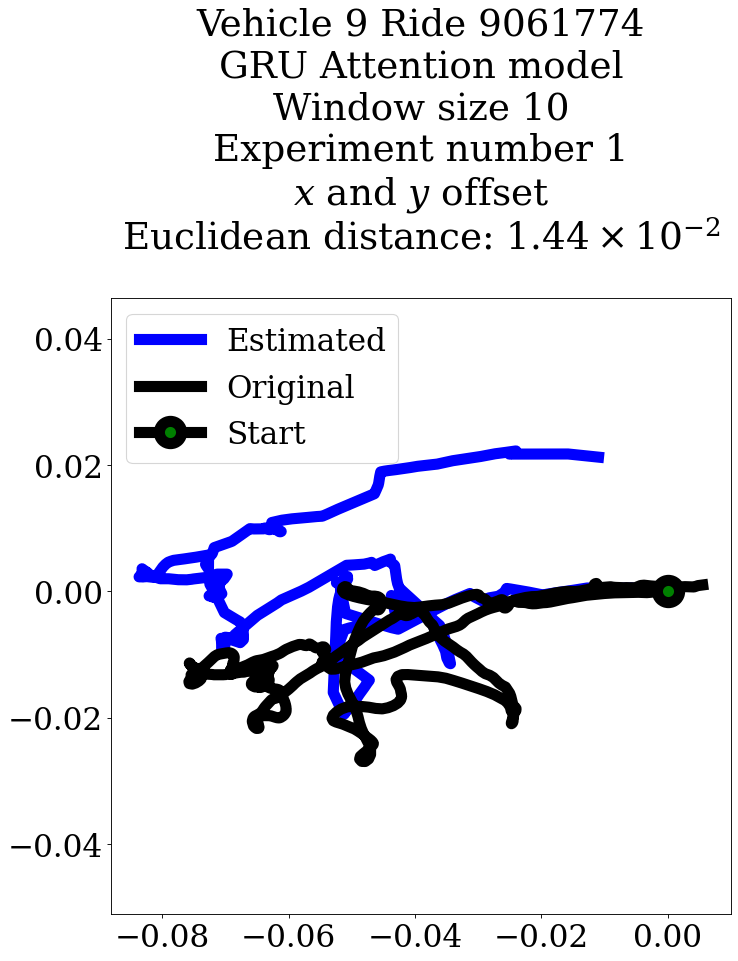 Vehicle 9 Ride 9061774
GRU Attention model
Window size 10
Experiment number 1
x and y offset
Euclidean distance: 1.44 × 10⁻²
Estimated
Original
Start
0.04
0.02
0.00
−0.02
−0.04
−0.08 −0.06 −0.04 −0.02 0.00